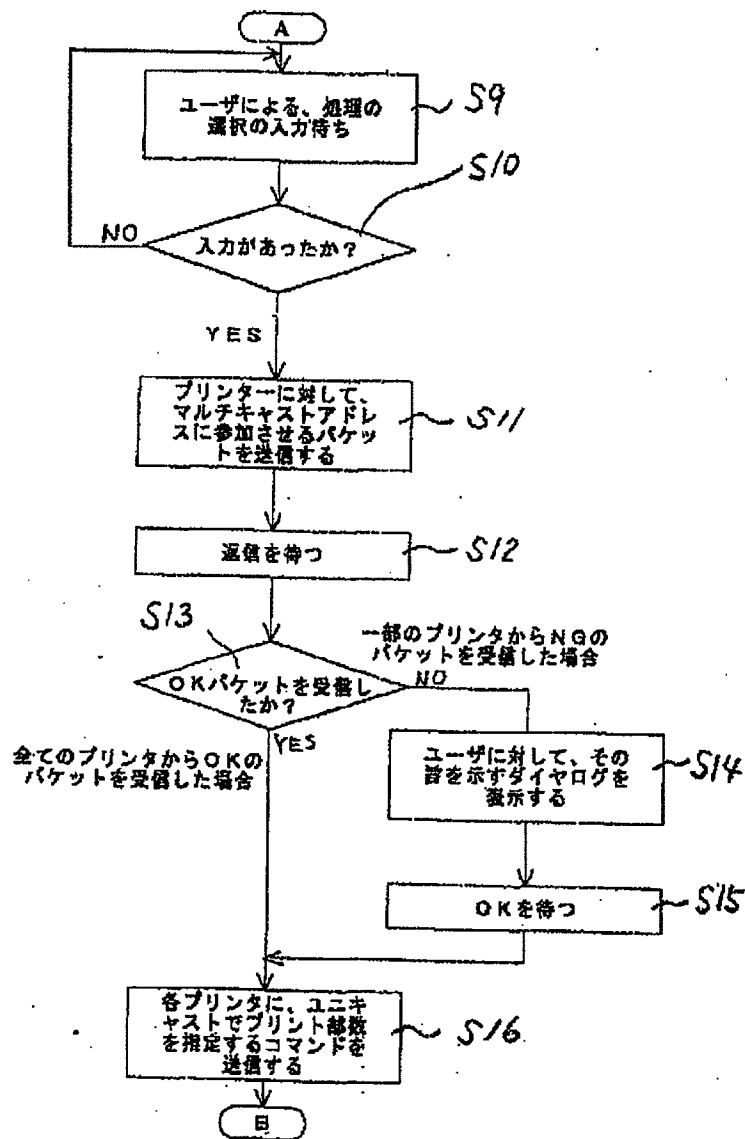 A
ユーザによる、処理の
選択の入力待ち
S9
S10
NO
入力があったか?
YES
プリンターに対して、
マルチキャストアドレ
スに参加させるパケッ
トを送信する
S11
返信を待つ
S12
S13
一部のプリンタからNGの
パケットを受信した場合
OKパケットを受信し
たか?
NO
全てのプリンタからOKの
パケットを受信した場合
YES
ユーザに対して、その
旨を示すダイヤログを
表示する
S14
OKを待つ
S15
各プリンタに、ユニキ
ャストでプリント部数
を指定するコマンドを
送信する
S16
B